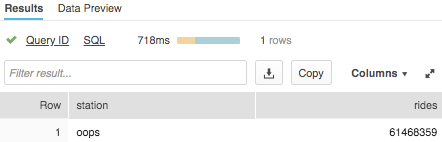 Results Data Preview
Query ID SQL 718ms 1 rows
Filter result... Copy Columns
Row station rides
1 oops 61468359